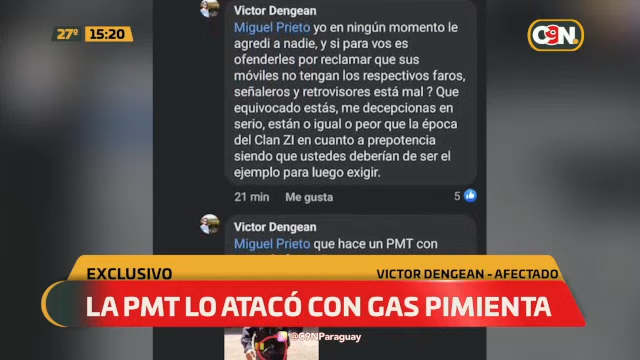 27º 15:20
C9N
Victor Dengean
Miguel Prieto yo en ningún momento le
agredi a nadie, y si para vos es
ofenderles por reclamar que sus
móviles no tengan los respectivos faros,
señaleros y retrovisores está mal ? Que
equivocado estás, me decepcionas en
serio, están o igual o peor que la época
del Clan ZI en cuanto a prepotencia
siendo que ustedes deberían de ser el
ejemplo para luego exigir.
21 min Me gusta 5
Victor Dengean
Miguel Prieto que hace un PMT con
EXCLUSIVO
VICTOR DENGEAN - AFECTADO
LA PMT LO ATACÓ CON GAS PIMIENTA
@C9NParaguay